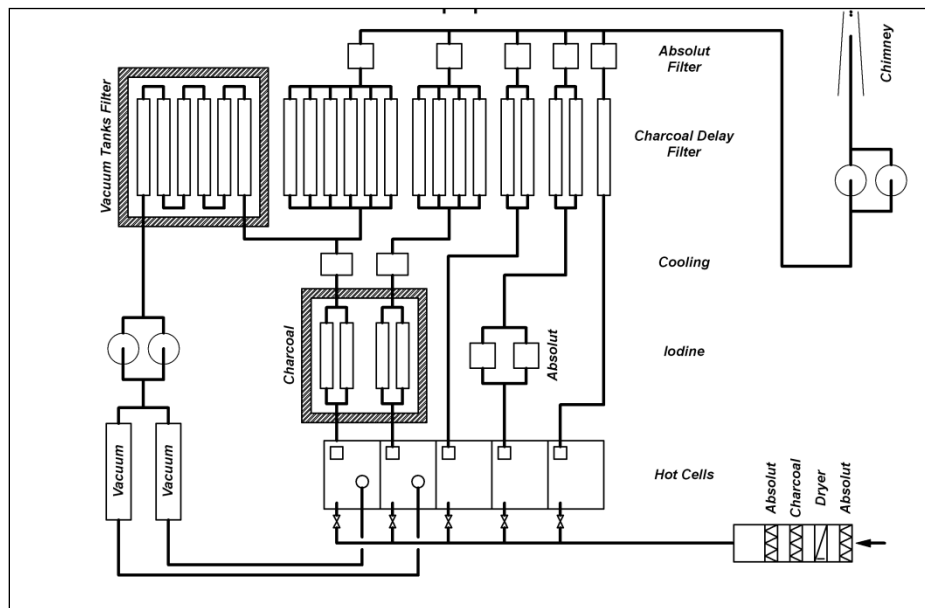 Absolut
Filter
Chimney
Vacuum Tanks Filter
Charcoal Delay
Filter
Cooling
Charcoal
Absolut
Iodine
Vacuum
Vacuum
Hot Cells
Absolut
Charcoal
Dryer
Absolut